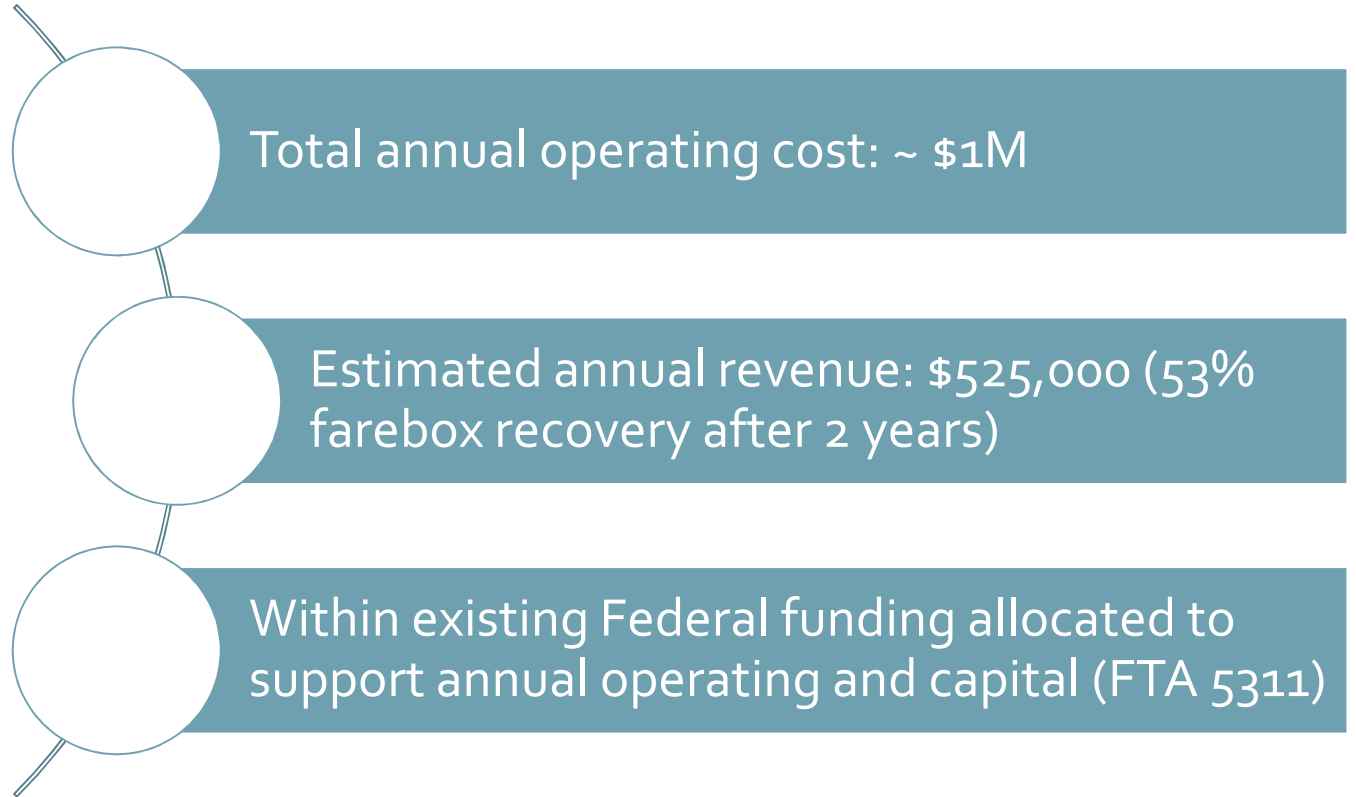 Total annual operating cost: ~ $1M
Estimated annual revenue: $525,000 (53%
farebox recovery after 2 years)
Within existing Federal funding allocated to
support annual operating and capital (FTA 5311)